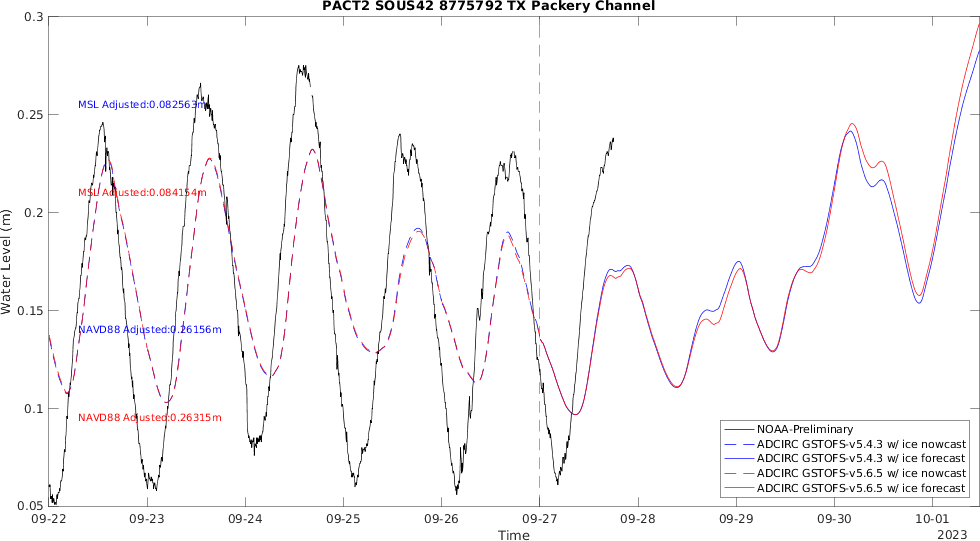 PACT2 SOUS42 8775792 TX Packery Channel
0.3
0.25
0.2
0.15
0.1
0.05
Water Level (m)
MSL Adjusted:0.082563m
MSL Adjusted:0.084154m
NAVD88 Adjusted:0.26156m
NAVD88 Adjusted:0.26315m
NOAA-Preliminary
ADCIRC GSTOFS-v5.4.3 w/ ice nowcast
ADCIRC GSTOFS-v5.4.3 w/ ice forecast
ADCIRC GSTOFS-v5.6.5 w/ ice nowcast
ADCIRC GSTOFS-v5.6.5 w/ ice forecast
09-22 09-23 09-24 09-25 09-26 09-27 09-28 09-29 09-30 10-01
Time
2023